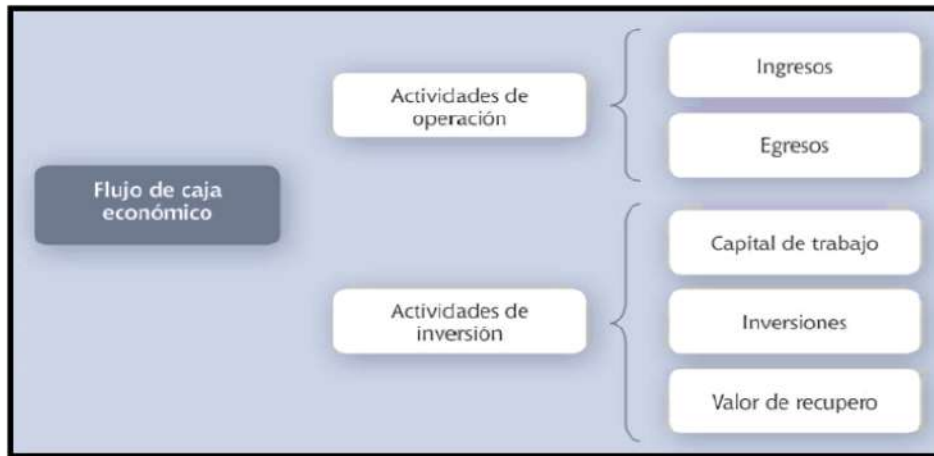 Flujo de caja
económico
Actividades de
operación
Ingresos
Egresos
Actividades de
inversión
Capital de trabajo
Inversiones
Valor de recupero